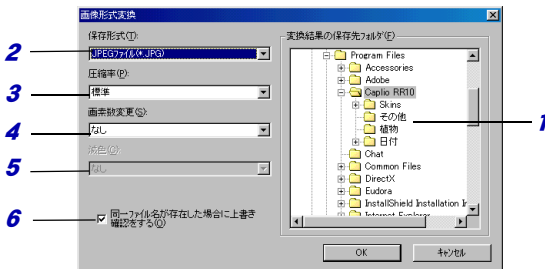 画像形式変換
保存形式(T):
JPEGファイル(*.JPG)
圧縮率(P):
標準
画素数変更(S):
なし
減色(G):
なし
同一ファイル名が存在した場合に上書き
確認をする(O)
変換結果の保存先フォルダ(F)
Program Files
Accessories
Adobe
Caplio RR10
Skins
その他
植物
日付
Chat
Common Files
DirectX
Eudora
InstallShield Installation Ir
Internet Explorer
OK
キャンセル
2
3
4
5
6
1